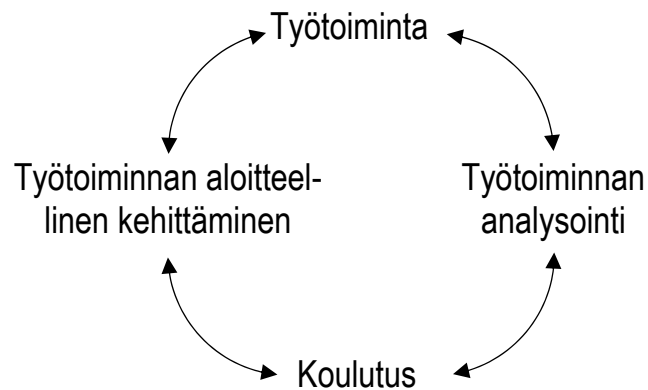 Työtoiminta
Työtoiminnan aloitteel-
linen kehittäminen
Työtoiminnan
analysointi
Koulutus